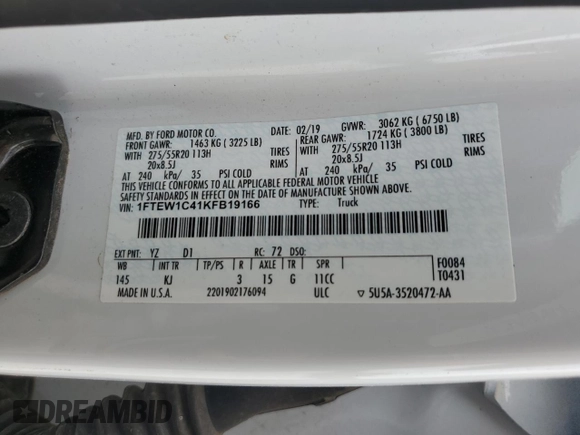 MFD. BY FORD MOTOR CO.
02/19 GVWR: 3062 KG ( 6750 LB)
FRONT GAWR: 1463 KG ( 3225 LB)
REAR GAWR: 1724 KG ( 3800 LB)
WITH 275/55R20 113H TIRES
WITH 275/55R20 113H TIRES
20x8.5J RIMS
20x8.5J RIMS
AT 240 kPa/ 35 PSI COLD
AT 240 kPa/ 35 PSI COLD
THIS VEHICLE CONFORMS TO ALL APPLICABLE FEDERAL MOTOR VEHICLE
SAFETY STANDARDS IN EFFECT ON THE DATE OF MANUFACTURE SHOWN ABOVE.
VIN: 1FTEW1C41KFB19166
TYPE: Truck
EXT PNT: YZ D1 RC: 72 DSO:
F0084
WB INT TR TP/PS R AXLE TR SPR
T0431
145 KJ 3 15 G 11CC
MADE IN U.S.A. 2201902176094 ULC ▽ 5U5A-3520472-AA
DREAMBID